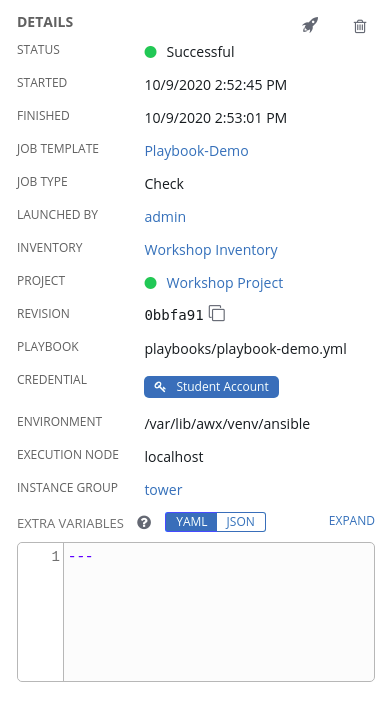 DETAILS
STATUS Successful
STARTED 10/9/2020 2:52:45 PM
FINISHED 10/9/2020 2:53:01 PM
JOB TEMPLATE Playbook-Demo
JOB TYPE Check
LAUNCHED BY admin
INVENTORY Workshop Inventory
PROJECT Workshop Project
REVISION 0bbfa91
PLAYBOOK playbooks/playbook-demo.yml
CREDENTIAL Student Account
ENVIRONMENT /var/lib/awx/venv/ansible
EXECUTION NODE localhost
INSTANCE GROUP tower
EXTRA VARIABLES ? YAML JSON EXPAND
1 ---